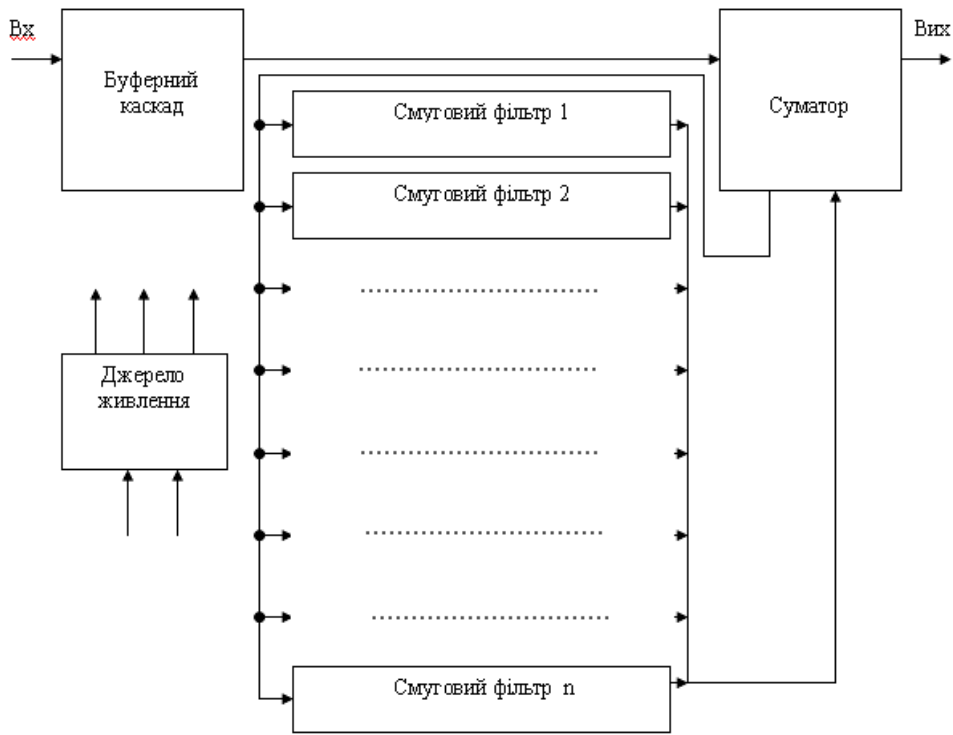 Вх
Вих
Буферний
каскад
Суматор
Смуговий фільтр 1
Смуговий фільтр 2
Джерело
живлення
Смуговий фільтр n